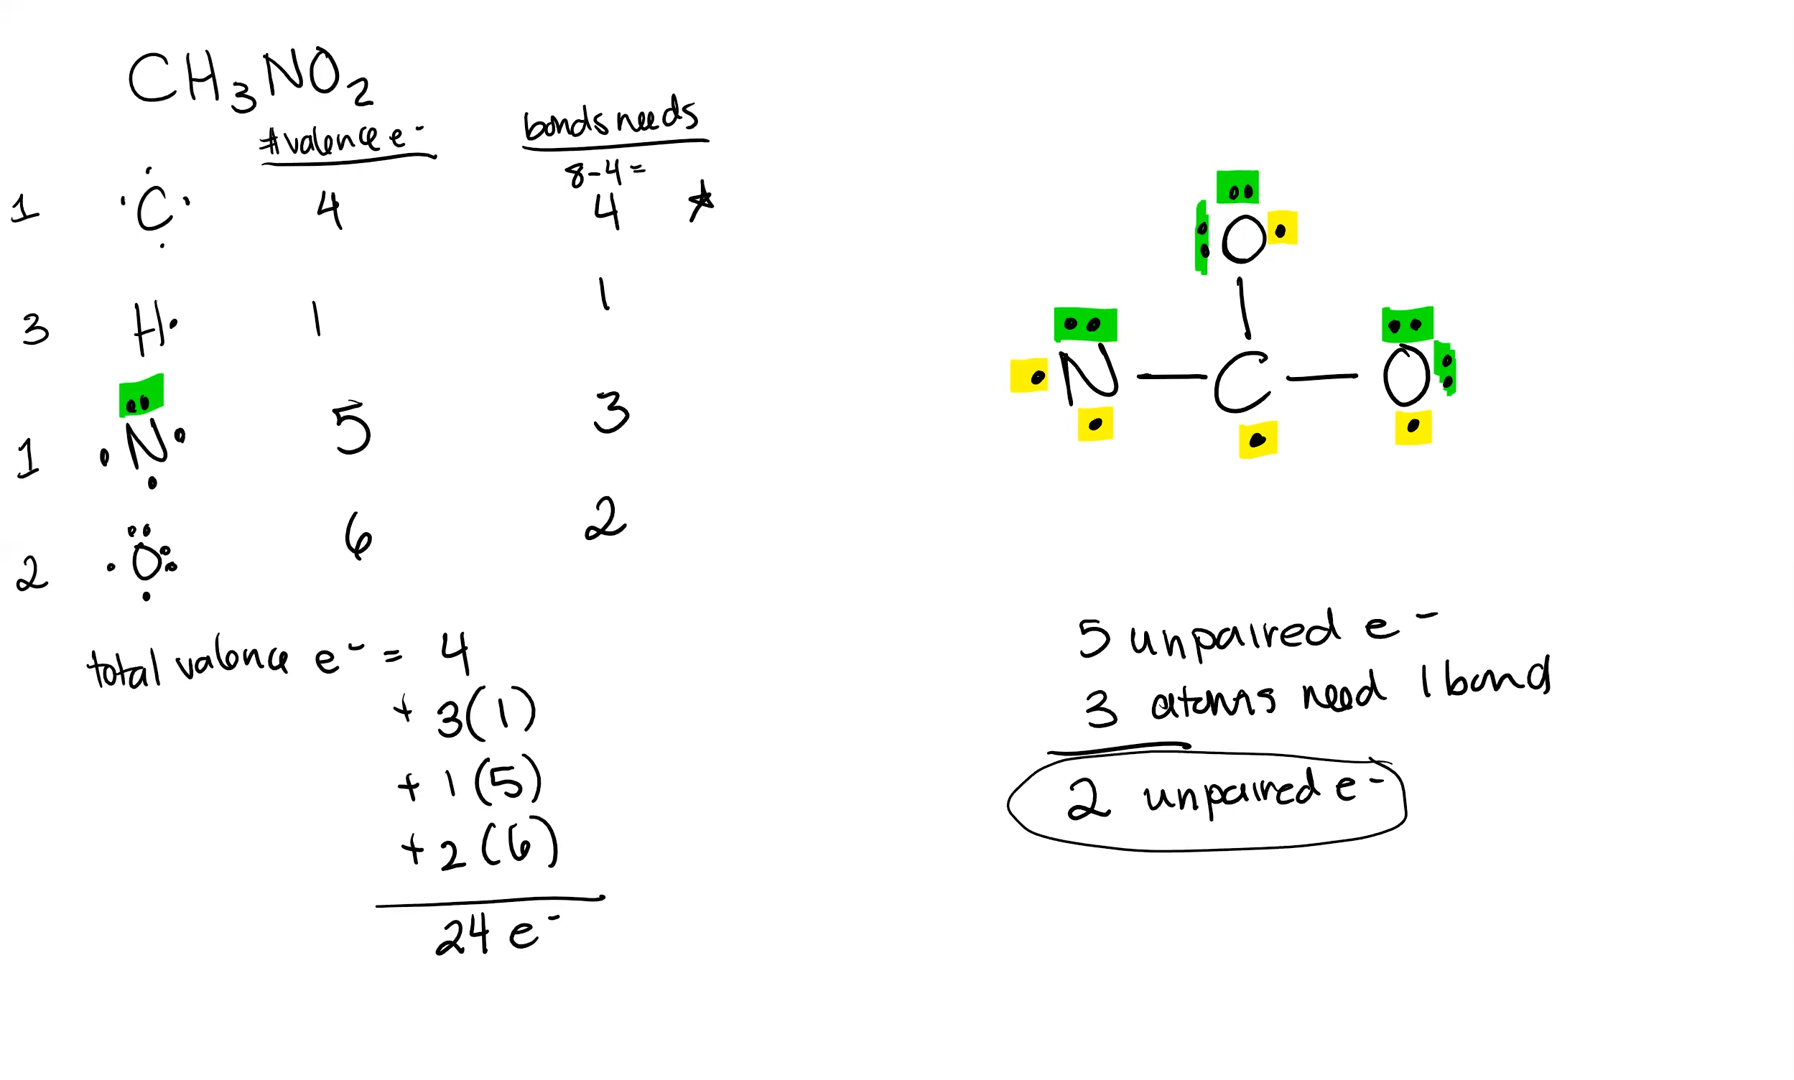 CH₃NO₂
#valence e⁻ bonds needs
8-4=
1 C 4 4 ☆
3 H 1 1
1 N 5 3
2 O 6 2
total valence e⁻ = 4
+ 3(1)
+ 1(5)
+ 2(6)
24 e⁻
O
N — C — O
5 unpaired e⁻
3 atoms need 1 bond
2 unpaired e⁻